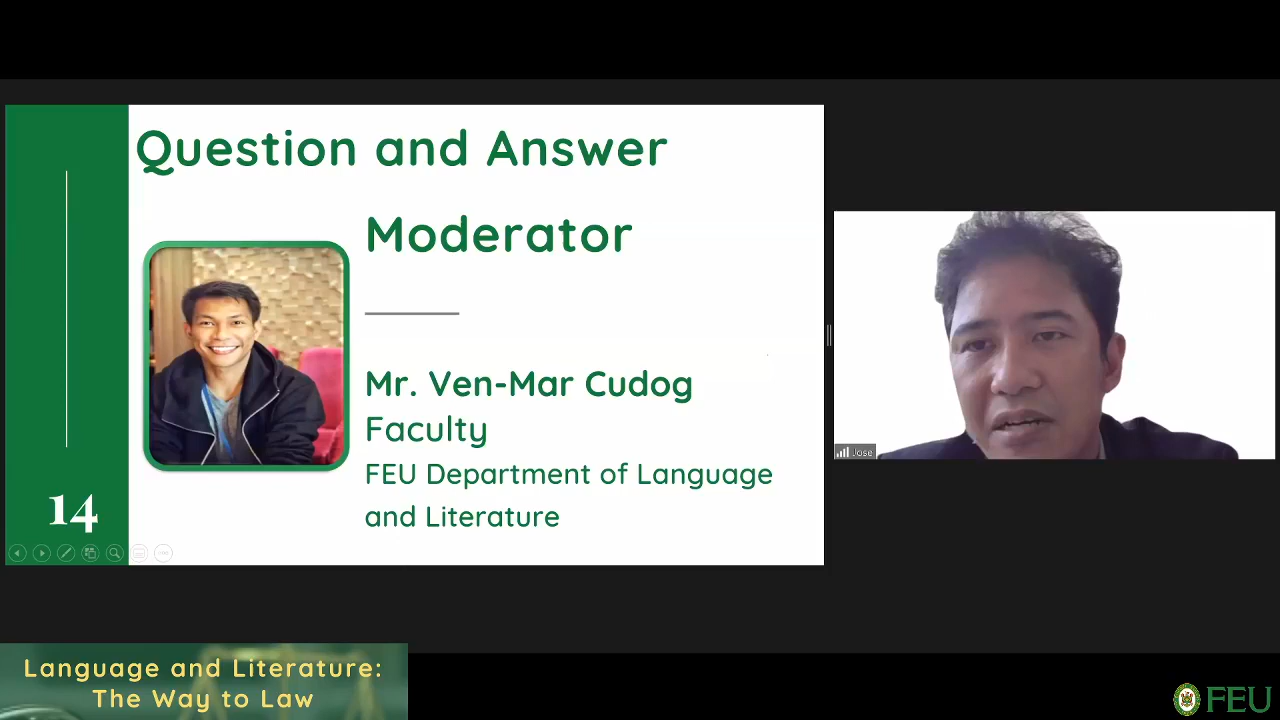 Question and Answer
Moderator
Mr. Ven-Mar Cudog
Faculty
FEU Department of Language
and Literature
14
Jose
Language and Literature:
The Way to Law
FEU